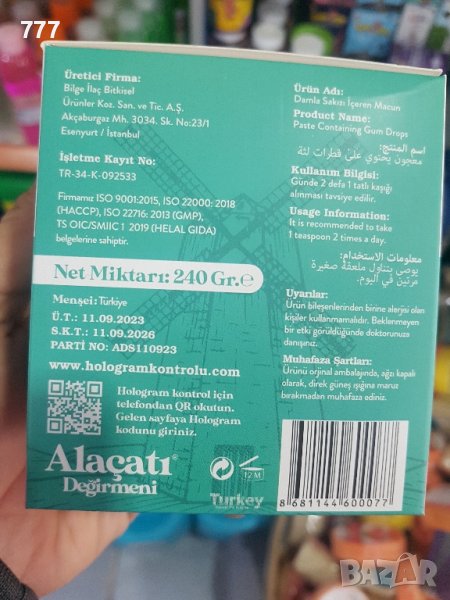 777
Üretici Firma:
Bilge İlaç Bitkisel
Ürünler Koz. San. ve Tic. A.Ş.
Akçaburgaz Mh. 3034. Sk. No:23/1
Esenyurt / İstanbul
İşletme Kayıt No:
TR-34-K-092533
Firmamız ISO 9001:2015, ISO 22000: 2018
(HACCP), ISO 22716: 2013 (GMP),
TS OIC/SMIIC 1 2019 (HELAL GIDA)
belgelerine sahiptir.
Net Miktarı: 240 Gr.℮
Menşei: Türkiye
Ü.T.: 11.09.2023
S.K.T.: 11.09.2026
PARTİ NO: ADS110923
www.hologramkontrolu.com
Hologram kontrol için
telefondan QR okutun.
Gelen sayfaya Hologram
kodunu giriniz.
Alaçatı®
Değirmeni
Ürün Adı:
Damla Sakızı İçeren Macun
Product Name:
Paste Containing Gum Drops
اسم المنتج:
معجون يحتوي على قطرات لثة
Kullanım Bilgisi:
Günde 2 defa 1 tatlı kaşığı
alınması tavsiye edilir.
Usage Information:
It is recommended to take
1 teaspoon 2 times a day.
معلومات الاستخدام:
يوصى بتناول ملعقة صغيرة
مرتين في اليوم.
Uyarılar:
Ürün bileşenlerinden birine alerjisi olan
kişiler kullanmamalıdır. Beklenmeyen
bir etki görüldüğünde doktorunuza
danışınız.
Muhafaza Şartları:
Ürünü orjinal ambalajında, ağzı kapalı
olarak, direk güneş ışığına maruz
bırakmadan muhafaza ediniz.
12 M
Turkey
8 681144 600077
BAZAR